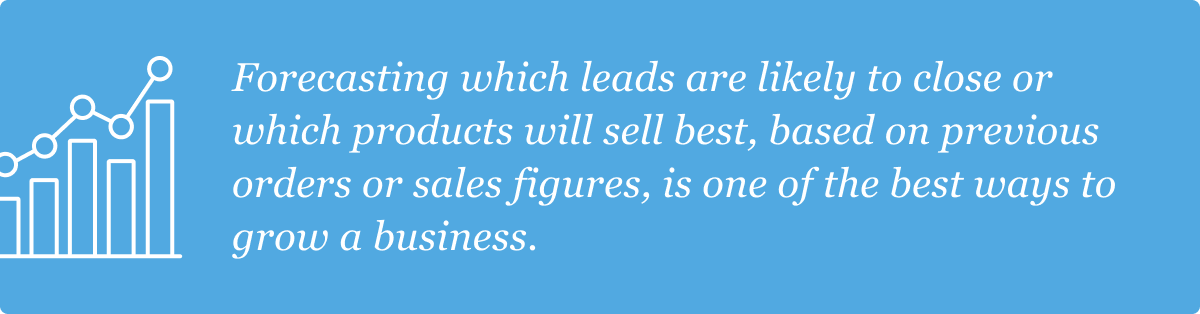 Forecasting which leads are likely to close or
which products will sell best, based on previous
orders or sales figures, is one of the best ways to
grow a business.